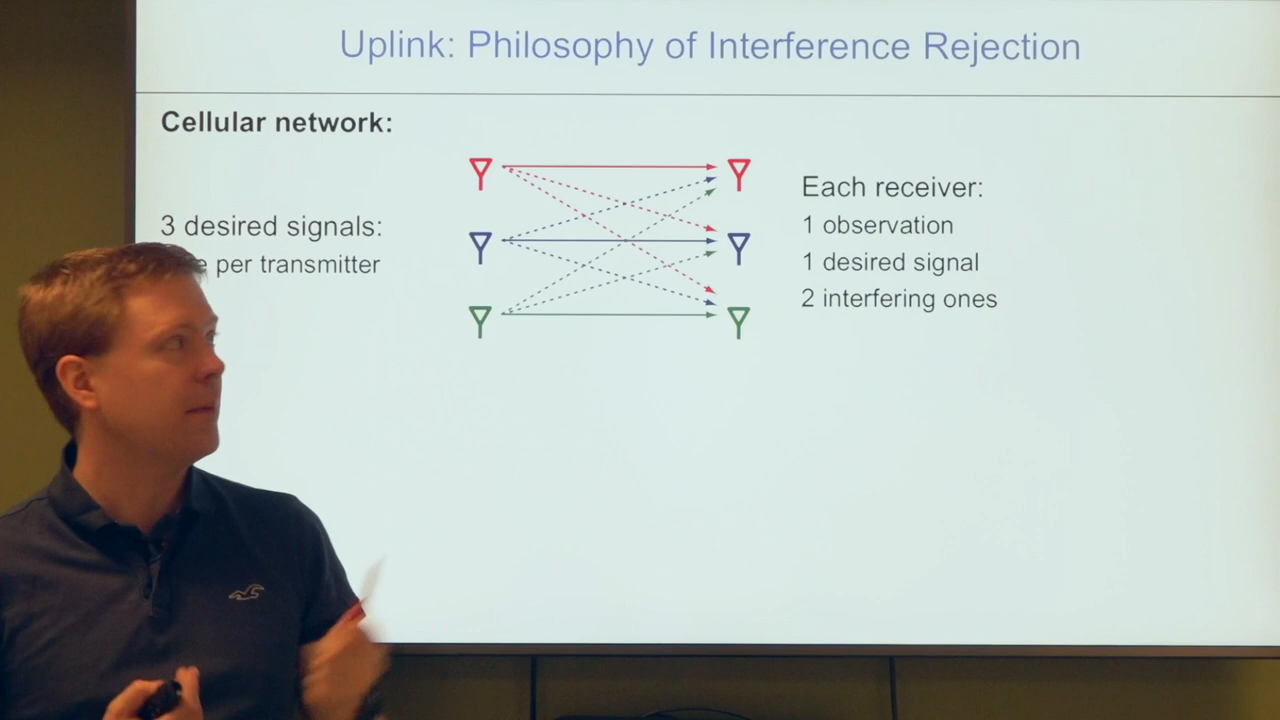 Uplink: Philosophy of Interference Rejection
Cellular network:
3 desired signals:
per transmitter
Each receiver:
1 observation
1 desired signal
2 interfering ones